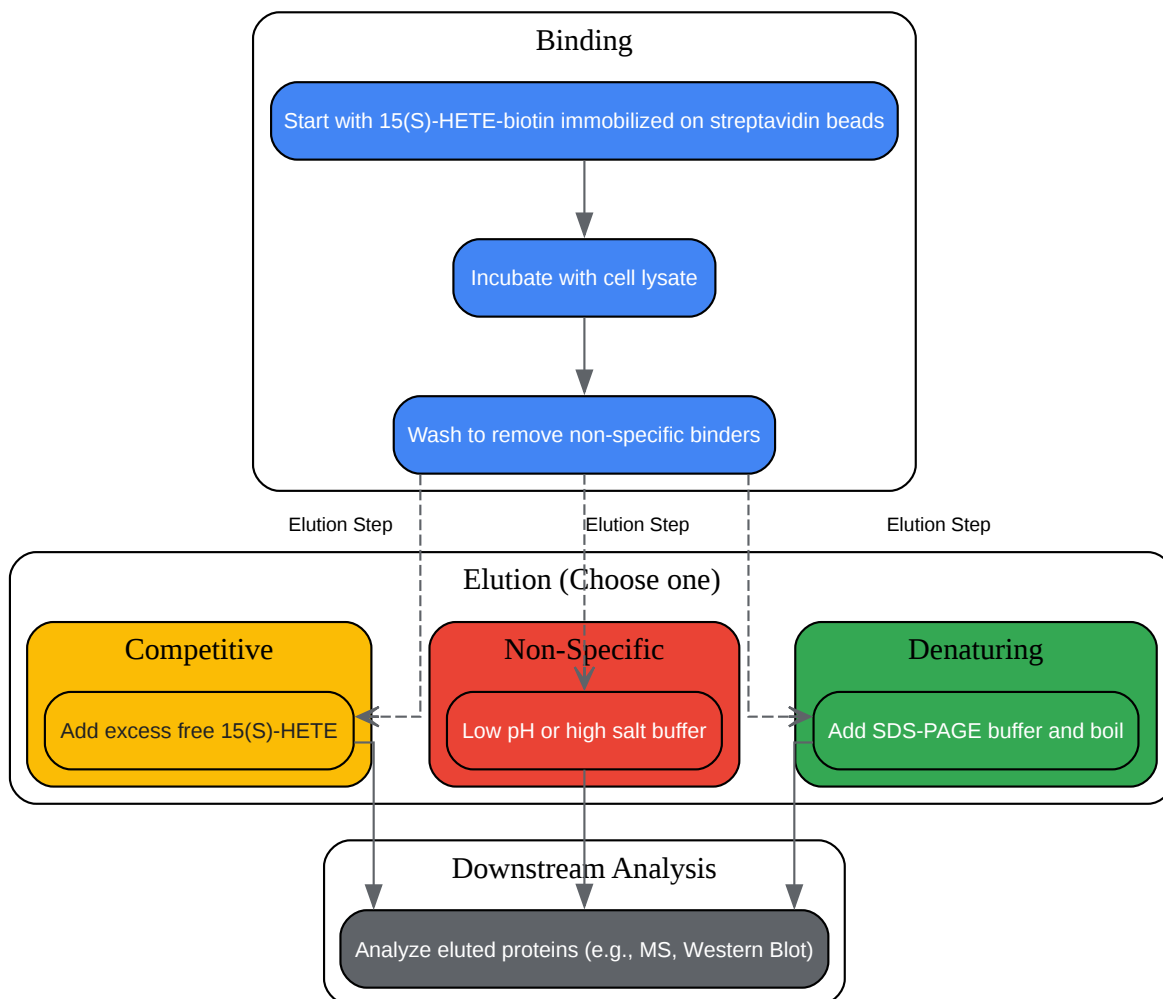 Binding
Start with 15(S)-HETE-biotin immobilized on streptavidin beads
Incubate with cell lysate
Wash to remove non-specific binders
Elution Step
Elution Step
Elution Step
Elution (Choose one)
Competitive
Non-Specific
Denaturing
Add excess free 15(S)-HETE
Low pH or high salt buffer
Add SDS-PAGE buffer and boil
Downstream Analysis
Analyze eluted proteins (e.g., MS, Western Blot)